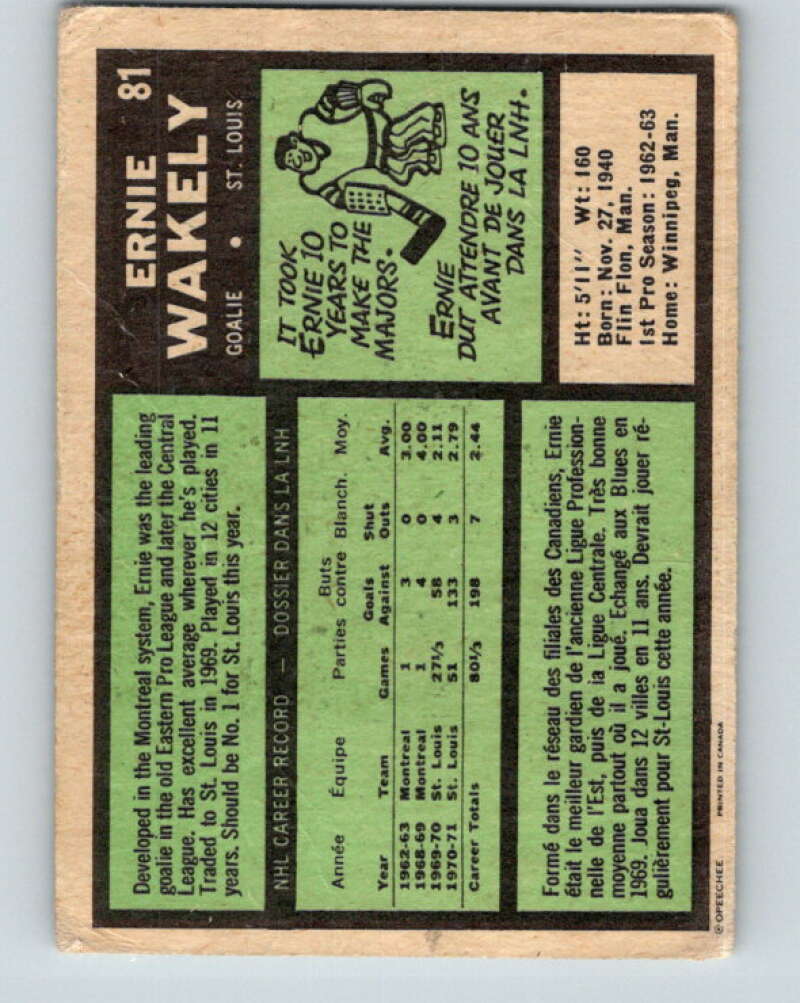 ERNIE 81
WAKELY
GOALIE • ST. LOUIS
IT TOOK
ERNIE 10
YEARS TO
MAKE THE
MAJORS.
ERNIE
DUT ATTENDRE 10 ANS
AVANT DE JOUER
DANS LA LNH.
Ht: 5'11" Wt: 160
Born: Nov. 27, 1940
Flin Flon, Man.
1st Pro Season: 1962-63
Home: Winnipeg, Man.
Developed in the Montreal system, Ernie was the leading
goalie in the old Eastern Pro League and later the Central
League. Has excellent average wherever he's played.
Traded to St. Louis in 1969. Played in 12 cities in 11
years. Should be No. 1 for St. Louis this year.
NHL CAREER RECORD — DOSSIER DANS LA LNH
Buts
Année Équipe Parties contre Blanch. Moy.
Goals Shut
Year Team Games Against Outs Avg.
1962-63 Montreal 1 3 0 3.00
1968-69 Montreal 1 4 0 4.00
1969-70 St. Louis 27⅓ 58 4 2.11
1970-71 St. Louis 51 133 3 2.79
Career Totals 80⅓ 198 7 2.44
Formé dans le réseau des filiales des Canadiens, Ernie
était le meilleur gardien de l'ancienne Ligue Profession-
nelle de l'Est, puis de la Ligue Centrale. Très bonne
moyenne partout où il a joué. Echangé aux Blues en
1969. Joua dans 12 villes en 11 ans. Devrait jouer ré-
gulièrement pour St-Louis cette année.
© OPEECHEE PRINTED IN CANADA